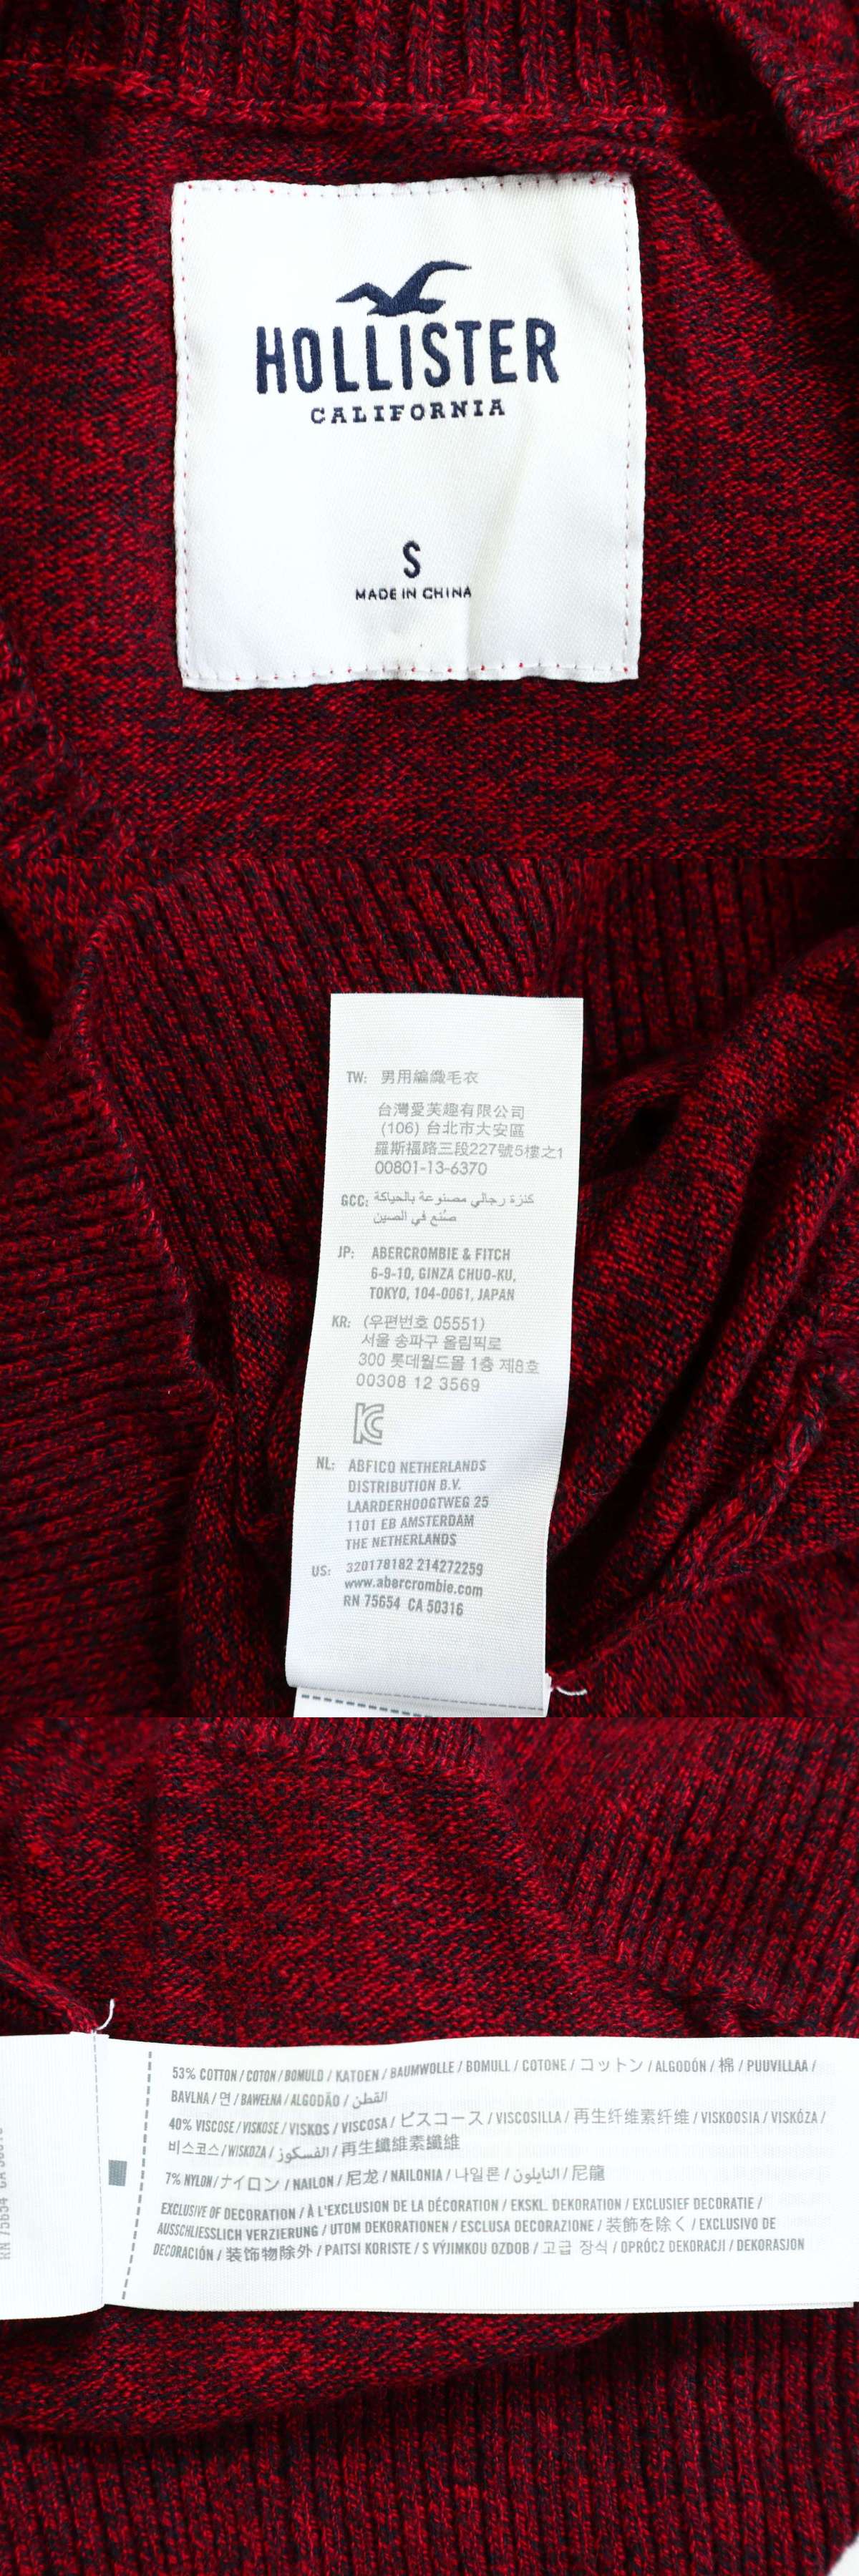 HOLLISTER
CALIFORNIA
S
MADE IN CHINA
TW: 男用編織毛衣
台灣愛芙趣有限公司
(106) 台北市大安區
羅斯福路三段227號5樓之1
00801-13-6370
GCC: كنزة رجالي مصنوعة بالحياكة
صُنع في الصين
JP: ABERCROMBIE & FITCH
6-9-10, GINZA CHUO-KU,
TOKYO, 104-0061, JAPAN
KR: (우편번호 05551)
서울 송파구 올림픽로
300 롯데월드몰 1층 제8호
00308 12 3569
NL: ABFICO NETHERLANDS
DISTRIBUTION B.V.
LAARDERHOOGTWEG 25
1101 EB AMSTERDAM
THE NETHERLANDS
US: 320178182 214272259
www.abercrombie.com
RN 75654 CA 50316
53% COTTON / COTON / BOMULD / KATOEN / BAUMWOLLE / BOMULL / COTONE / コットン / ALGODÓN / 棉 / PUUVILLAA /
BAVLNA / 면 / BAWEŁNA / ALGODÃO / القطن
40% VISCOSE / VISKOSE / VISKOS / VISCOSA / ビスコース / VISCOSILLA / 再生纤维素纤维 / VISKOOSIA / VISKÓZA /
비스코스 / WISKOZA / الفسكوز / 再生纖維素纖維
7% NYLON / ナイロン / NAILON / 尼龙 / NAILONIA / 나일론 / النايلون / 尼龍
EXCLUSIVE OF DECORATION / À L'EXCLUSION DE LA DÉCORATION / EKSKL. DEKORATION / EXCLUSIEF DECORATIE /
AUSSCHLIESSLICH VERZIERUNG / UTOM DEKORATIONEN / ESCLUSA DECORAZIONE / 装飾を除く / EXCLUSIVO DE
DECORACIÓN / 装饰物除外 / PAITSI KORISTE / S VÝJIMKOU OZDOB / 고급 장식 / OPRÓCZ DEKORACJI / DEKORASJON